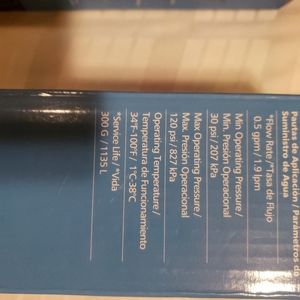 Pautas de Aplicación / Parámetros de
Suministro de Agua
*Flow Rate / *Tasa de Flujo
0.5 gpm / 1.9 lpm
Min Operating Pressure /
Min. Presión Operacional
30 psi / 207 kPa
Max Operating Pressure /
Max. Presión Operacional
120 psi / 827 kPa
Operating Temperature /
Temperatura de Funcionamiento
34°F-100°F / 1°C-38°C
*Service Life / *Vida
300 G / 1135 L